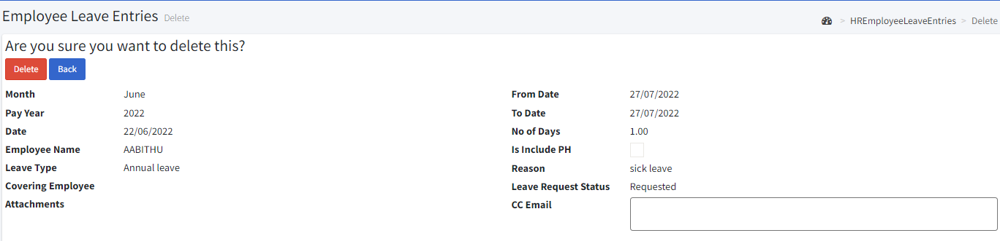 Employee Leave Entries Delete
> HREmployeeLeaveEntries > Delete
Are you sure you want to delete this?
Delete Back
Month June
Pay Year 2022
Date 22/06/2022
Employee Name AABITHU
Leave Type Annual leave
Covering Employee
Attachments
From Date 27/07/2022
To Date 27/07/2022
No of Days 1.00
Is Include PH
Reason sick leave
Leave Request Status Requested
CC Email